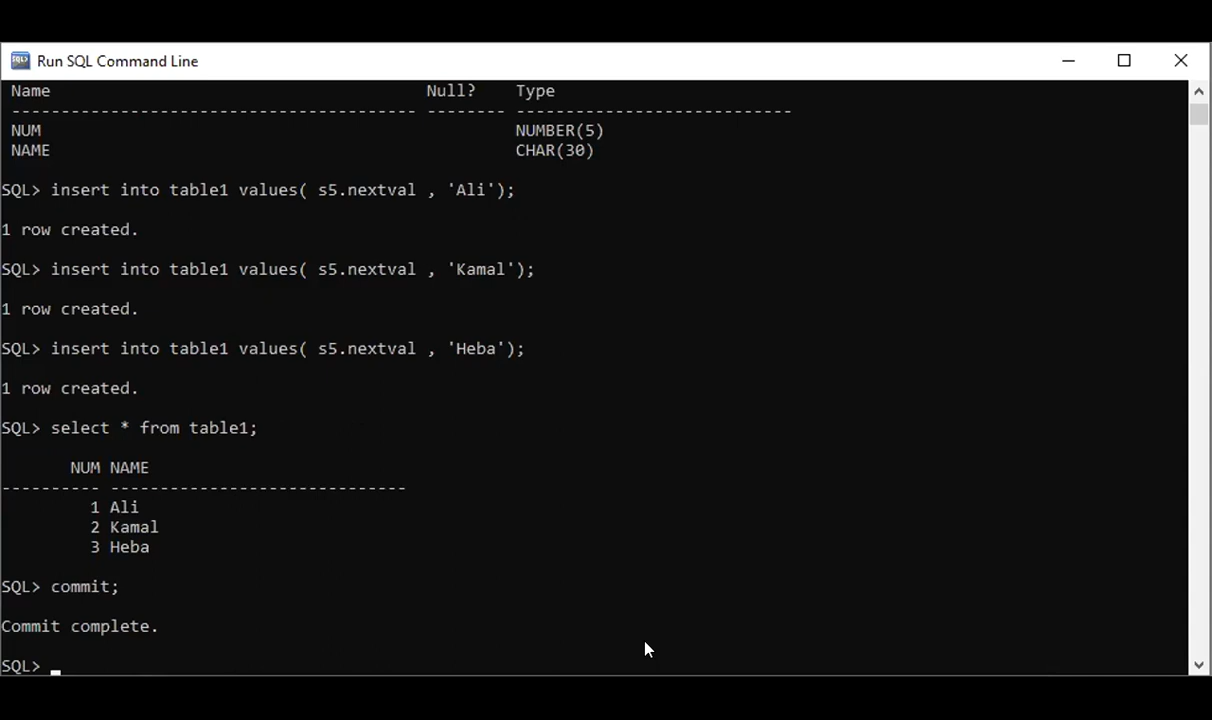 Run SQL Command Line
Name Null? Type
----------------------------------------- -------- ----------------------------
NUM NUMBER(5)
NAME CHAR(30)
SQL> insert into table1 values( s5.nextval , 'Ali');
1 row created.
SQL> insert into table1 values( s5.nextval , 'Kamal');
1 row created.
SQL> insert into table1 values( s5.nextval , 'Heba');
1 row created.
SQL> select * from table1;
NUM NAME
---------- ------------------------------
1 Ali
2 Kamal
3 Heba
SQL> commit;
Commit complete.
SQL>